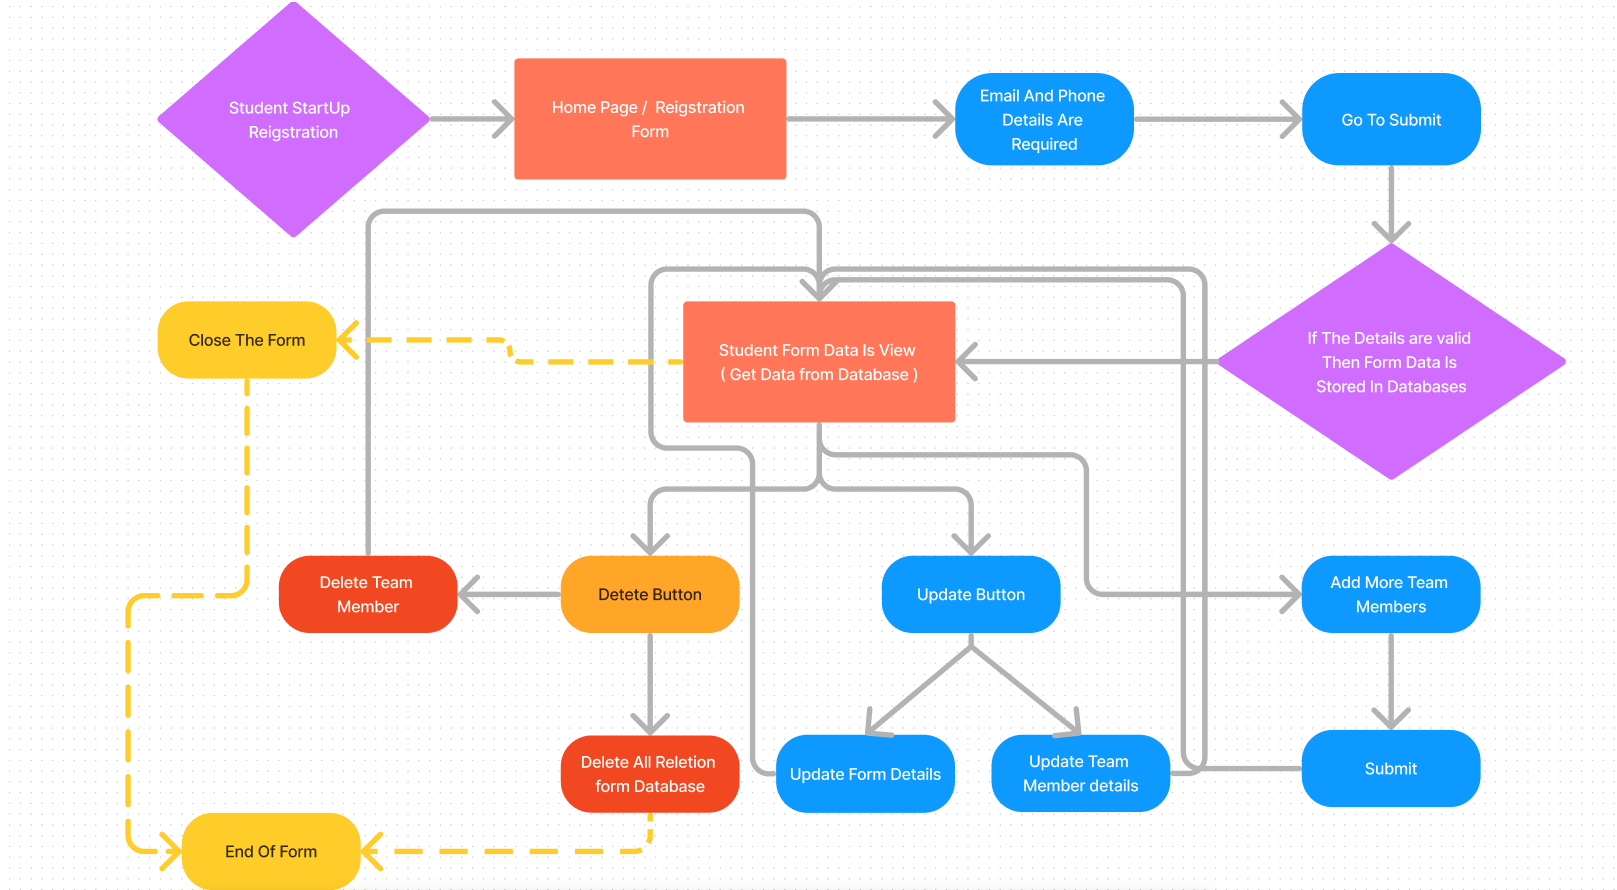 Student StartUp
Reigstration
Home Page /  Reigstration
Form
Email And Phone
Details Are
Required
Go To Submit
If The Details are valid
Then Form Data Is
Stored In Databases
Student Form Data Is View
( Get Data from Database )
Close The Form
Delete Team
Member
Detete Button
Update Button
Add More Team
Members
Delete All Reletion
form Database
Update Form Details
Update Team
Member details
Submit
End Of Form